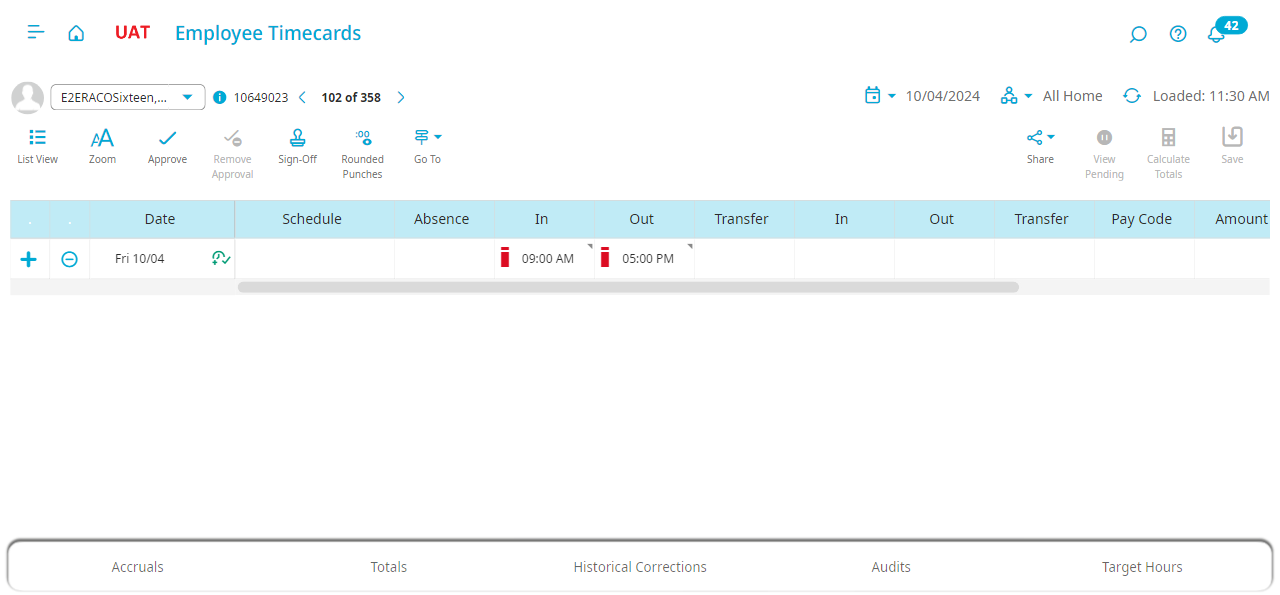 UAT Employee Timecards 42
E2ERACOSixteen,... 10649023 102 of 358 10/04/2024 All Home Loaded: 11:30 AM
List View Zoom Approve Remove Approval Sign-Off :00 Rounded Punches Go To Share View Pending Calculate Totals Save
. . Date Schedule Absence In Out Transfer In Out Transfer Pay Code Amount
Fri 10/04 09:00 AM 05:00 PM
Accruals Totals Historical Corrections Audits Target Hours